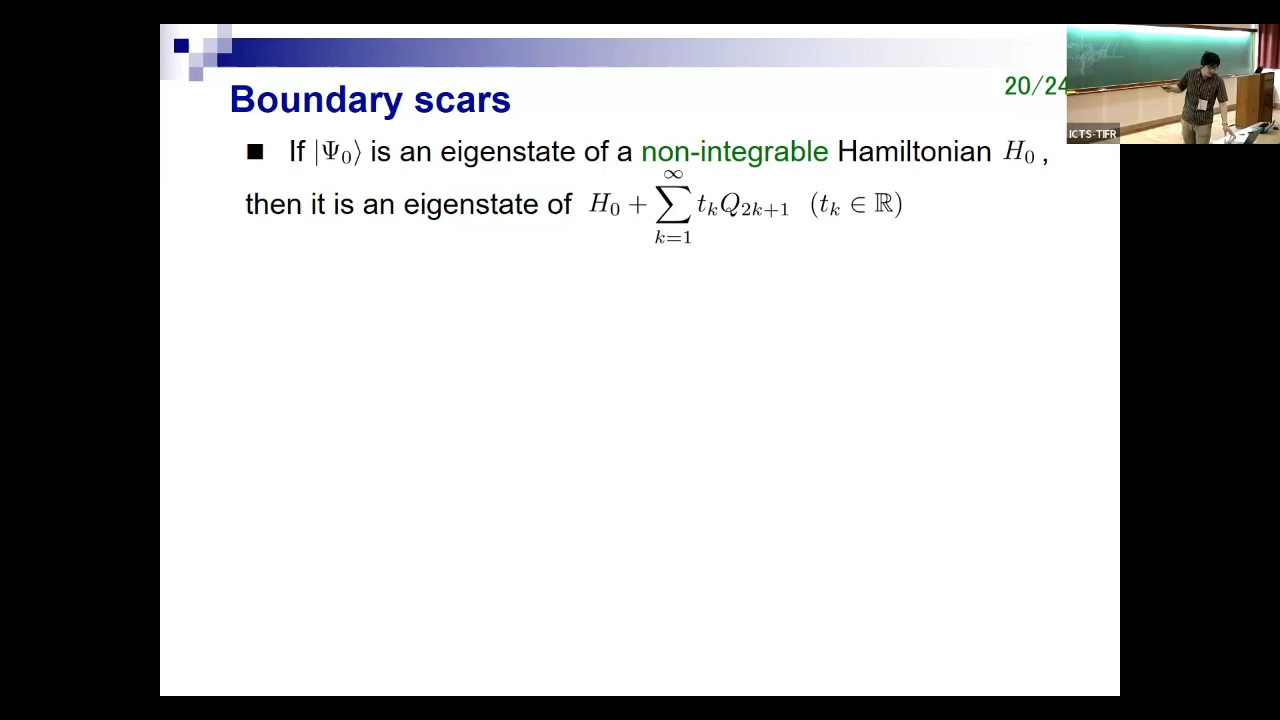 Boundary scars
20/24
ICTS-TIFR
■ If |Ψ₀⟩ is an eigenstate of a non-integrable Hamiltonian H₀ ,
then it is an eigenstate of H₀ + ∑_{k=1}^{∞} t_k Q_{2k+1} (t_k ∈ ℝ)